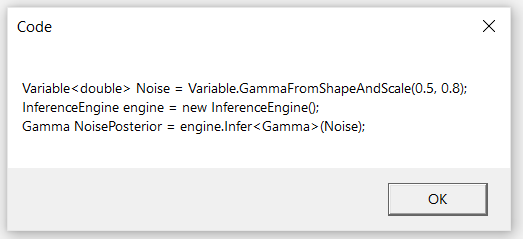 Code
Variable<double> Noise = Variable.GammaFromShapeAndScale(0.5, 0.8);
InferenceEngine engine = new InferenceEngine();
Gamma NoisePosterior = engine.Infer<Gamma>(Noise);
OK